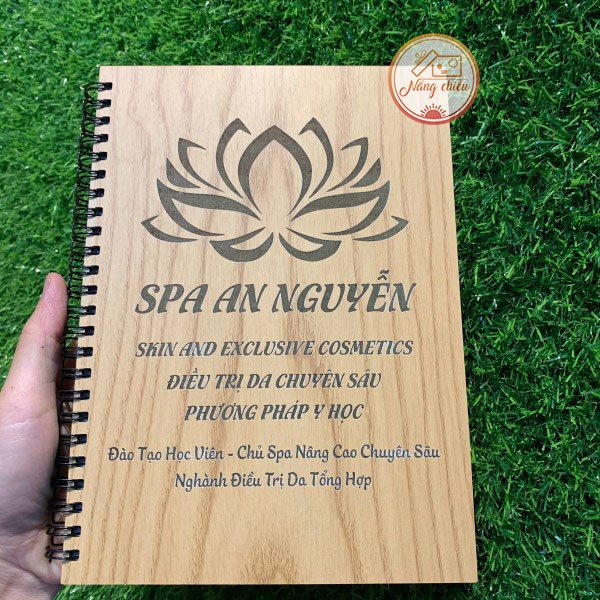 Nắng chiều
SPA AN NGUYỄN
SKIN AND EXCLUSIVE COSMETICS
ĐIỀU TRỊ DA CHUYÊN SÂU
PHƯƠNG PHÁP Y HỌC
Đào Tạo Học Viên - Chủ Spa Nâng Cao Chuyên Sâu
Nghành Điều Trị Da Tổng Hợp